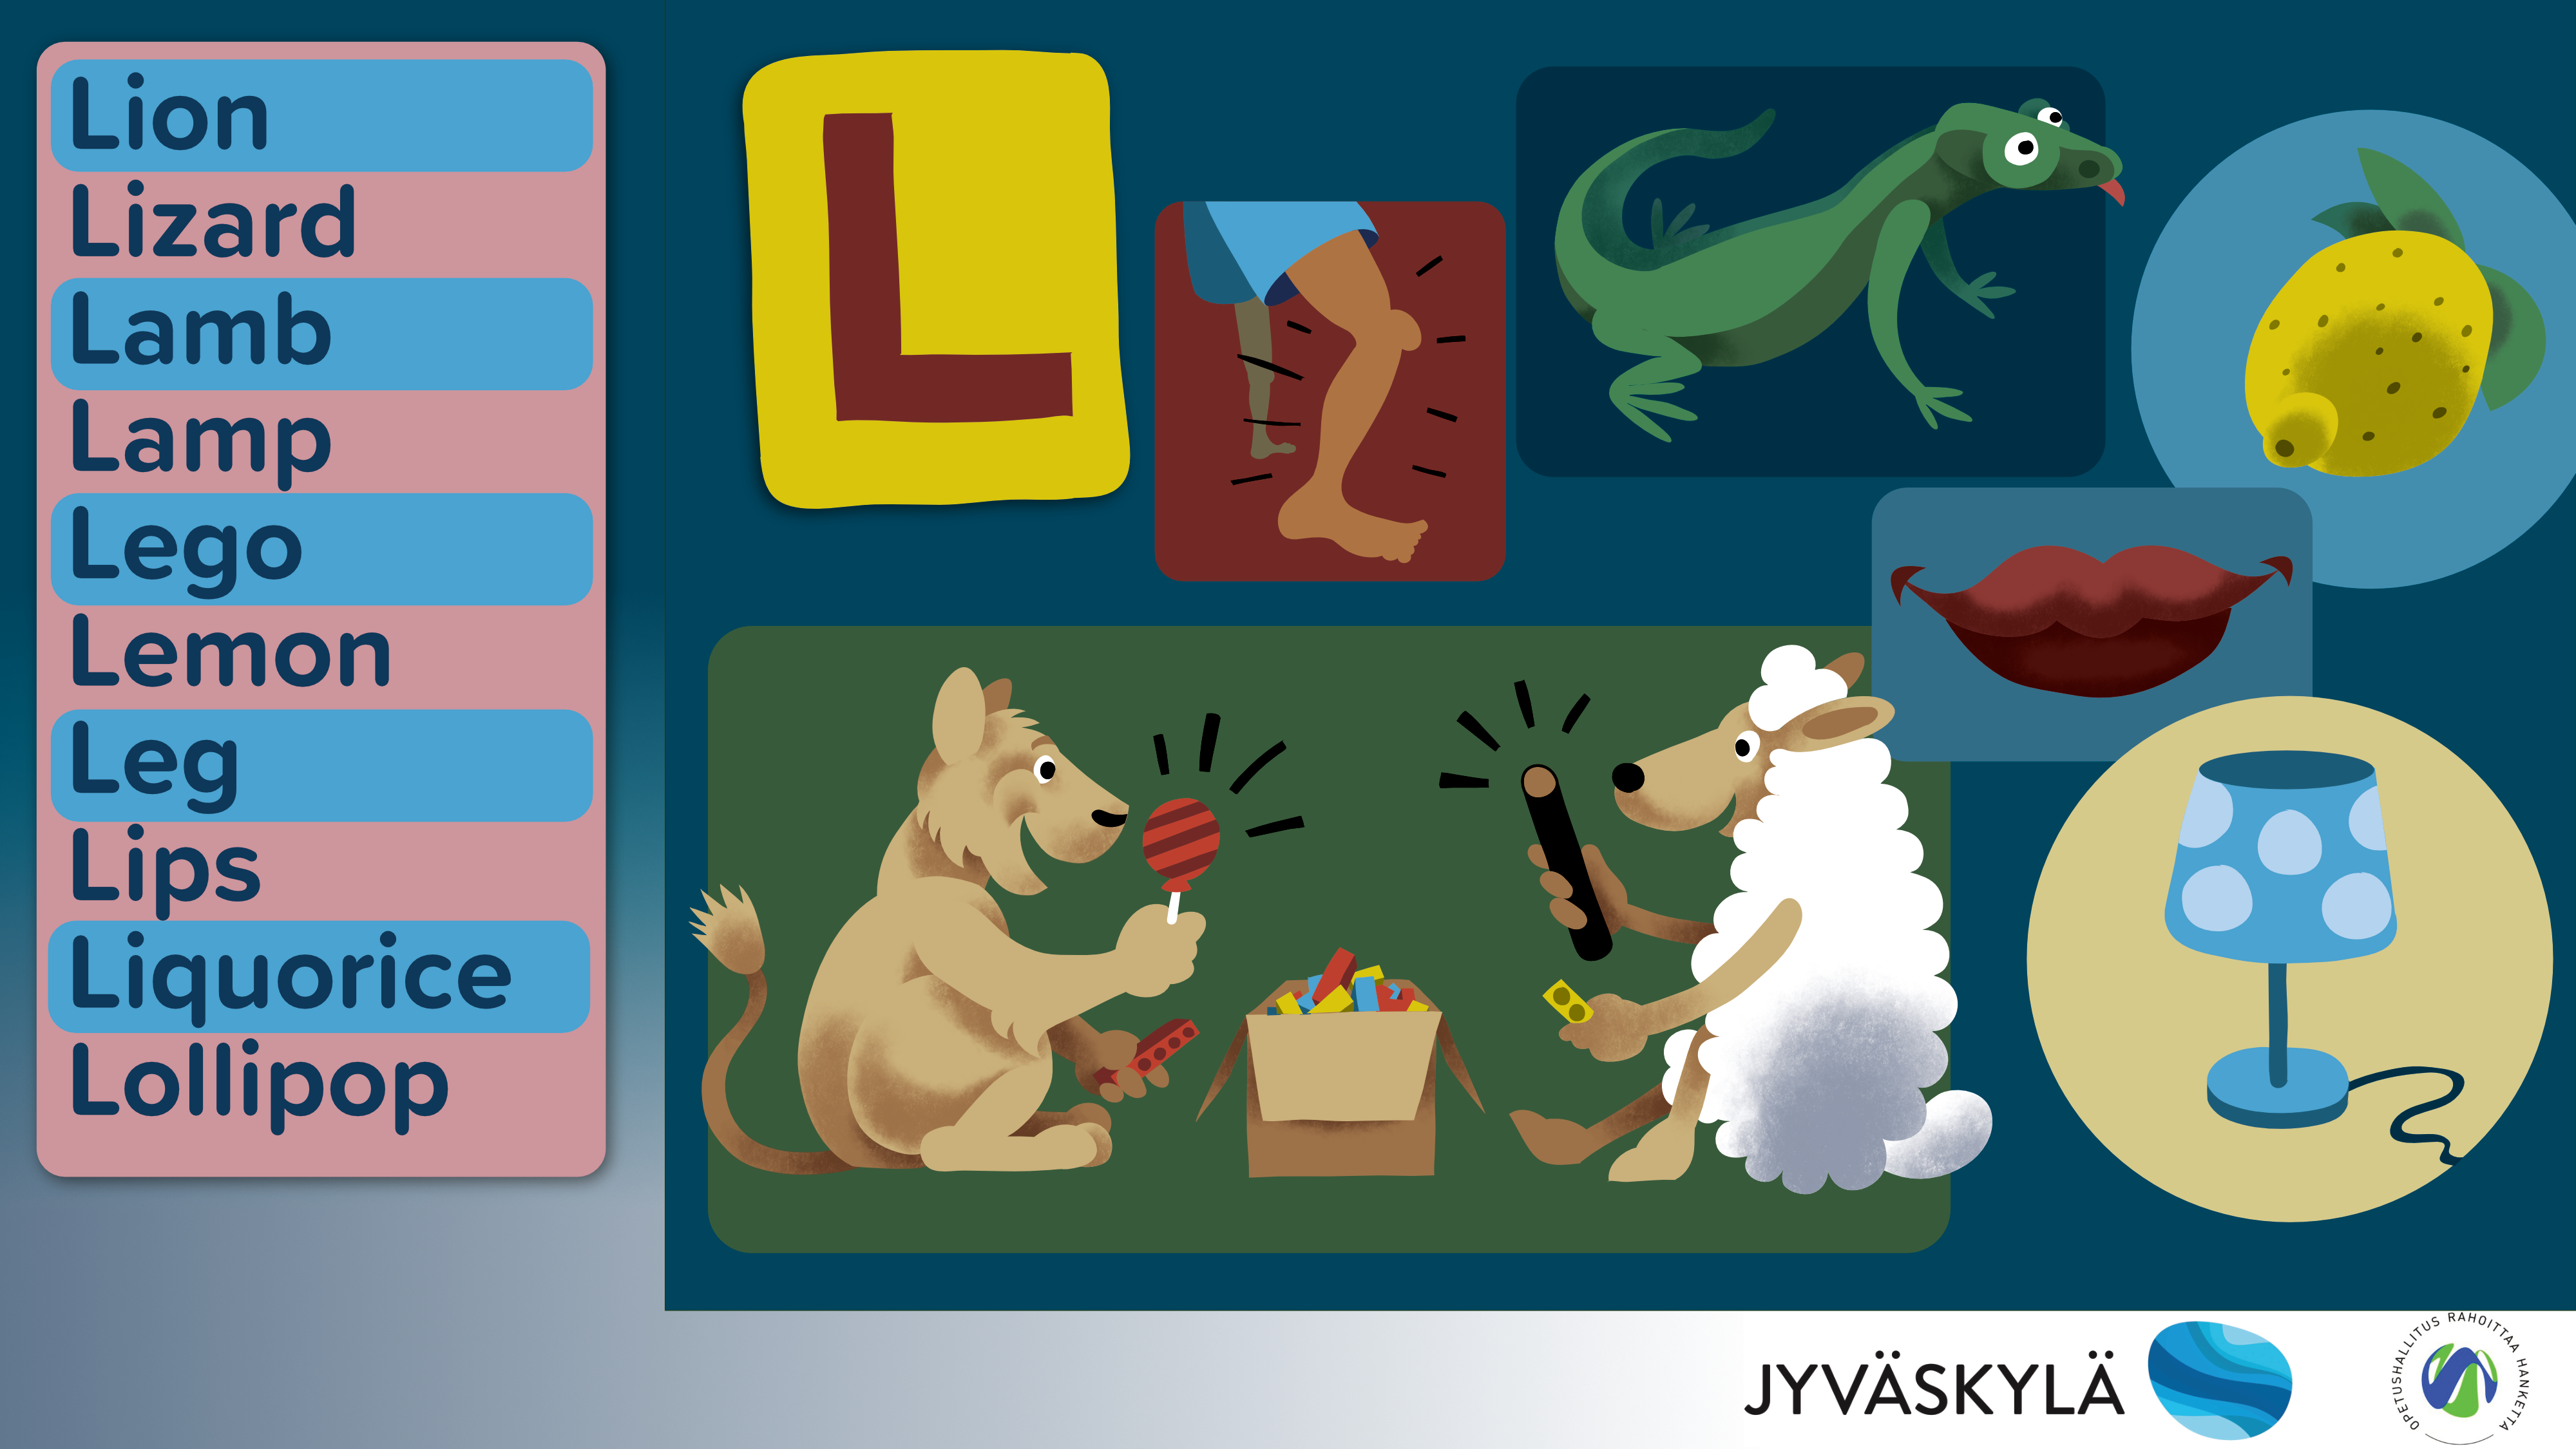 Lion
Lizard
Lamb
Lamp
Lego
Lemon
Leg
Lips
Liquorice
Lollipop
L
JYVÄSKYLÄ
OPETUSHALLITUS RAHOITTAA HANKETTA